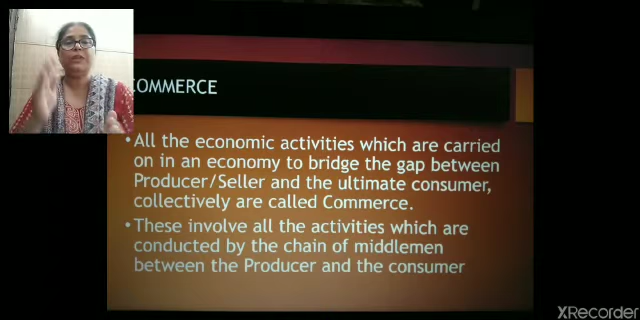 COMMERCE
• All the economic activities which are carried
on in an economy to bridge the gap between
Producer/Seller and the ultimate consumer,
collectively are called Commerce.
• These involve all the activities which are
conducted by the chain of middlemen
between the Producer and the consumer
XRecorder